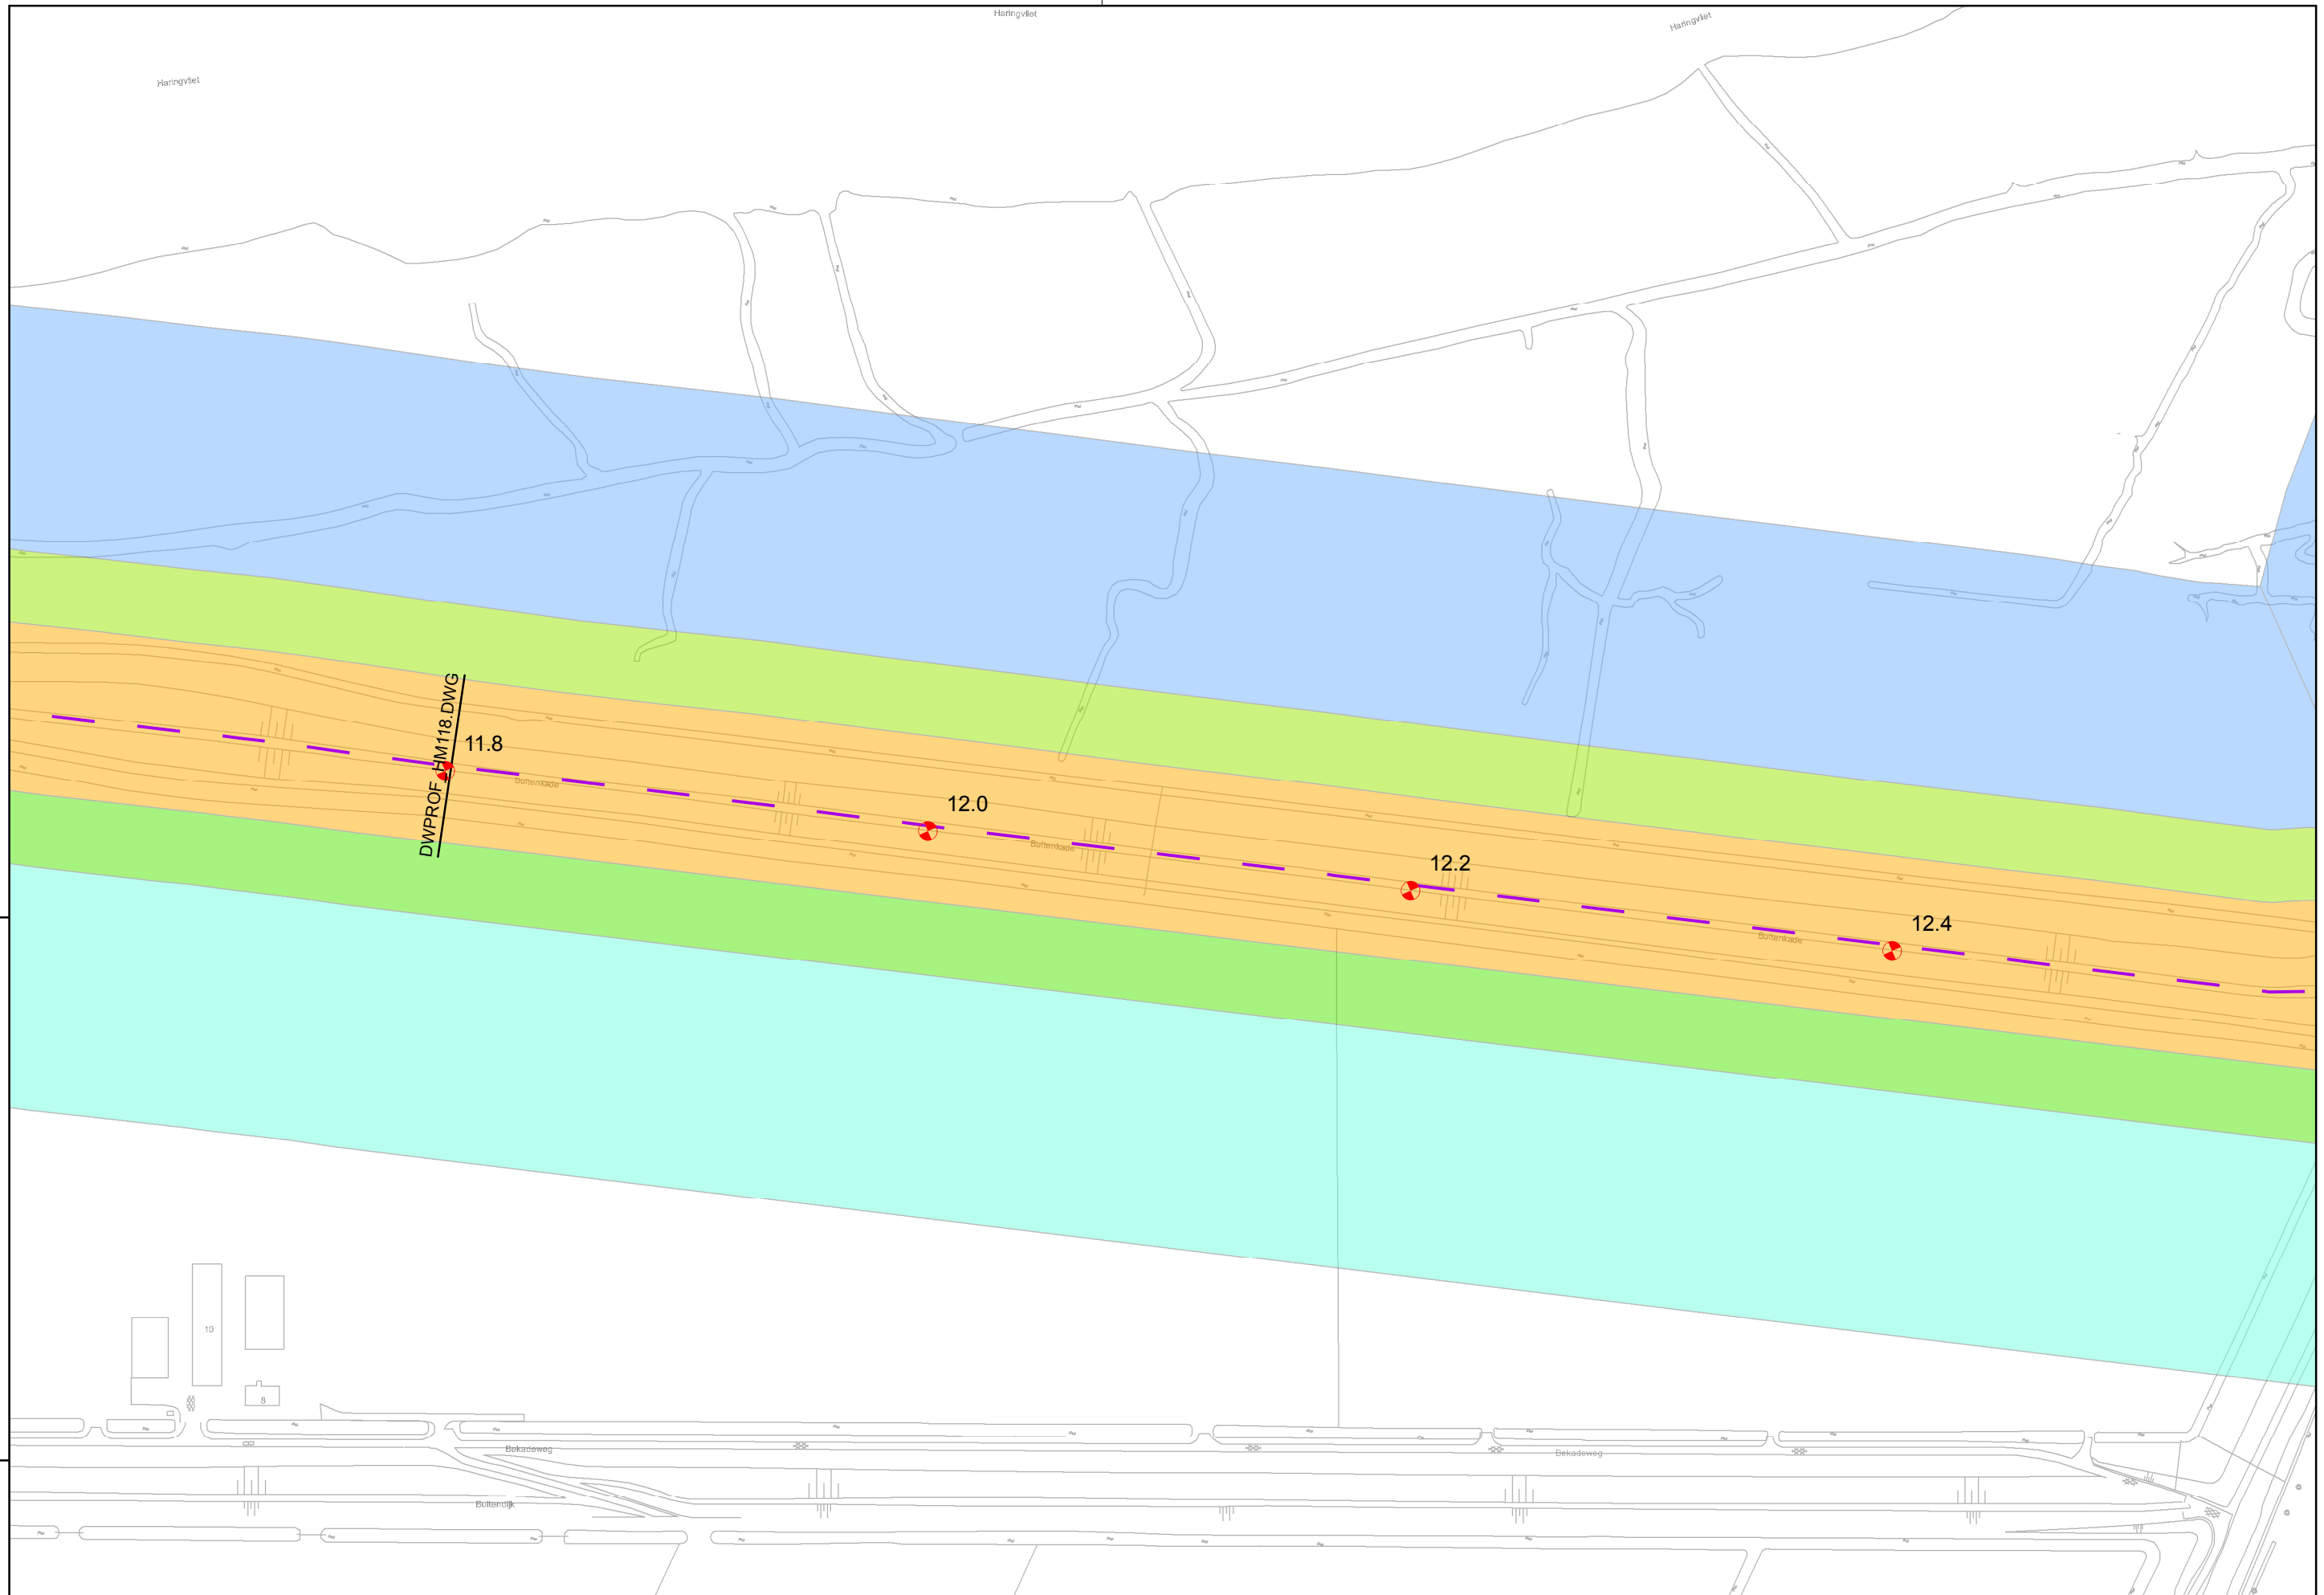 Haringvliet
Haringvliet
Haringvliet
DWPROF_HM118.DWG
11.8
Buitenkade
12.0
Buitenkade
12.2
12.4
Buitenkade
10
8
Bekadeweg
Bekadeweg
Buitendijk